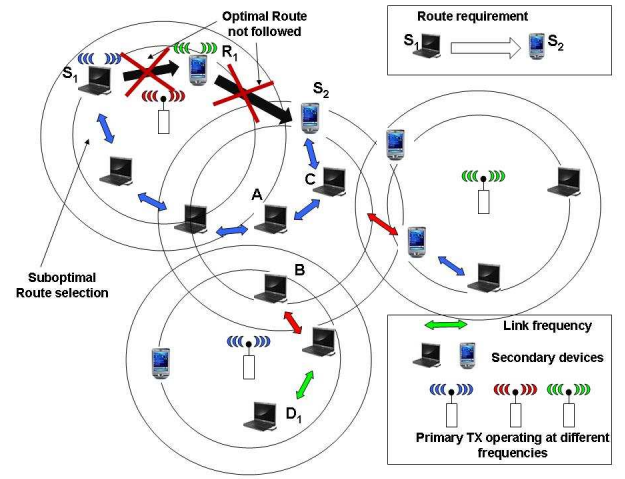 Optimal Route
not followed
Route requirement
S1
S2
S1
R1
S2
A
C
B
Suboptimal
Route selection
D1
Link frequency
Secondary devices
Primary TX operating at different
frequencies